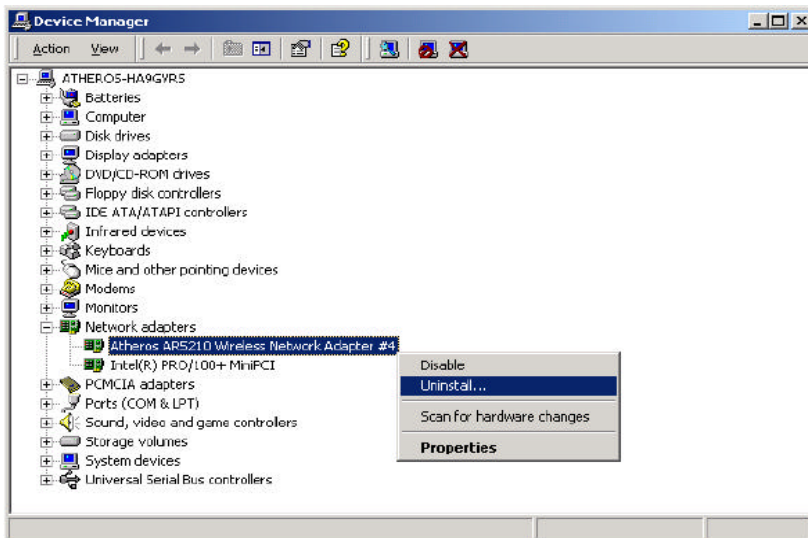 Device Manager
Action View
ATHEROS-HA9GYRS
Batteries
Computer
Disk drives
Display adapters
DVD/CD-ROM drives
Floppy disk controllers
IDE ATA/ATAPI controllers
Infrared devices
Keyboards
Mice and other pointing devices
Modems
Monitors
Network adapters
Atheros AR5210 Wireless Network Adapter #4
Intel(R) PRO/100+ MiniPCI
PCMCIA adapters
Ports (COM & LPT)
Sound, video and game controllers
Storage volumes
System devices
Universal Serial Bus controllers
Disable
Uninstall...
Scan for hardware changes
Properties